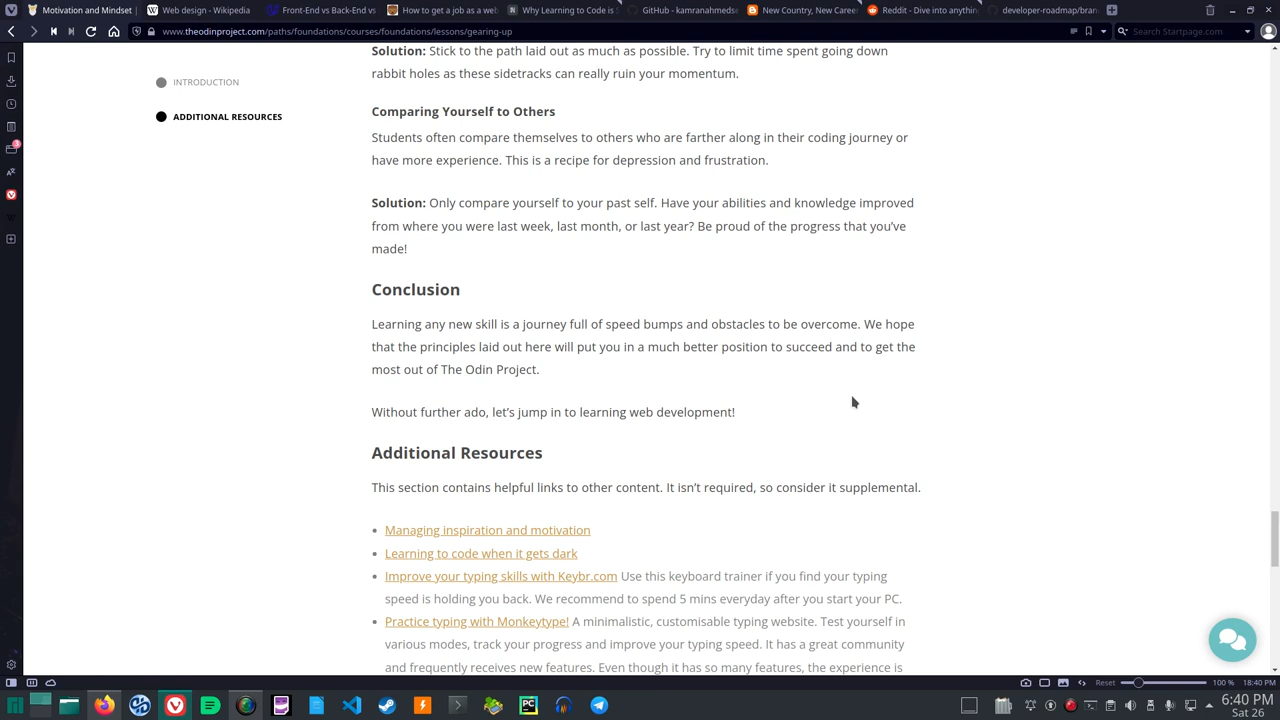 Motivation and Mindset
Web design - Wikipedia
Front-End vs Back-End vs
How to get a job as a web
Why Learning to Code is
GitHub - kamranahmedse
New Country, New Career
Reddit - Dive into anything
developer-roadmap/bran
www.theodinproject.com/paths/foundations/courses/foundations/lessons/gearing-up
Search Startpage.com
INTRODUCTION
ADDITIONAL RESOURCES
Solution: Stick to the path laid out as much as possible. Try to limit time spent going down
rabbit holes as these sidetracks can really ruin your momentum.
Comparing Yourself to Others
Students often compare themselves to others who are farther along in their coding journey or
have more experience. This is a recipe for depression and frustration.
Solution: Only compare yourself to your past self. Have your abilities and knowledge improved
from where you were last week, last month, or last year? Be proud of the progress that you’ve
made!
Conclusion
Learning any new skill is a journey full of speed bumps and obstacles to be overcome. We hope
that the principles laid out here will put you in a much better position to succeed and to get the
most out of The Odin Project.
Without further ado, let’s jump in to learning web development!
Additional Resources
This section contains helpful links to other content. It isn’t required, so consider it supplemental.
• Managing inspiration and motivation
• Learning to code when it gets dark
• Improve your typing skills with Keybr.com Use this keyboard trainer if you find your typing
speed is holding you back. We recommend to spend 5 mins everyday after you start your PC.
• Practice typing with Monkeytype! A minimalistic, customisable typing website. Test yourself in
various modes, track your progress and improve your typing speed. It has a great community
and frequently receives new features. Even though it has so many features, the experience is
3
Reset
100 %
18:40 PM
6:40 PM
Sat 26